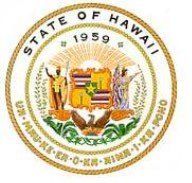 STATE OF HAWAII
1959
UA·MAU·KE·EA·O·KA·AINA·I·KA·PONO